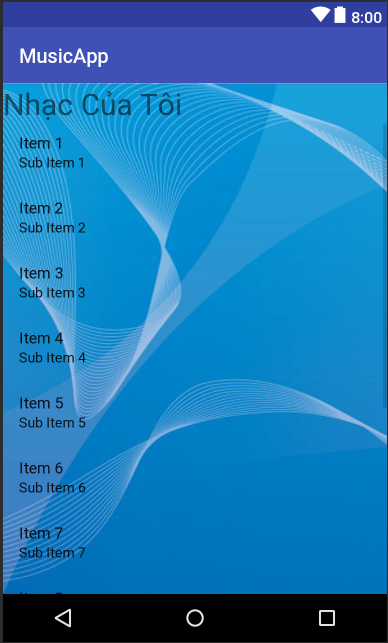 8:00
MusicApp
Nhạc Của Tôi
Item 1
Sub Item 1
Item 2
Sub Item 2
Item 3
Sub Item 3
Item 4
Sub Item 4
Item 5
Sub Item 5
Item 6
Sub Item 6
Item 7
Sub Item 7